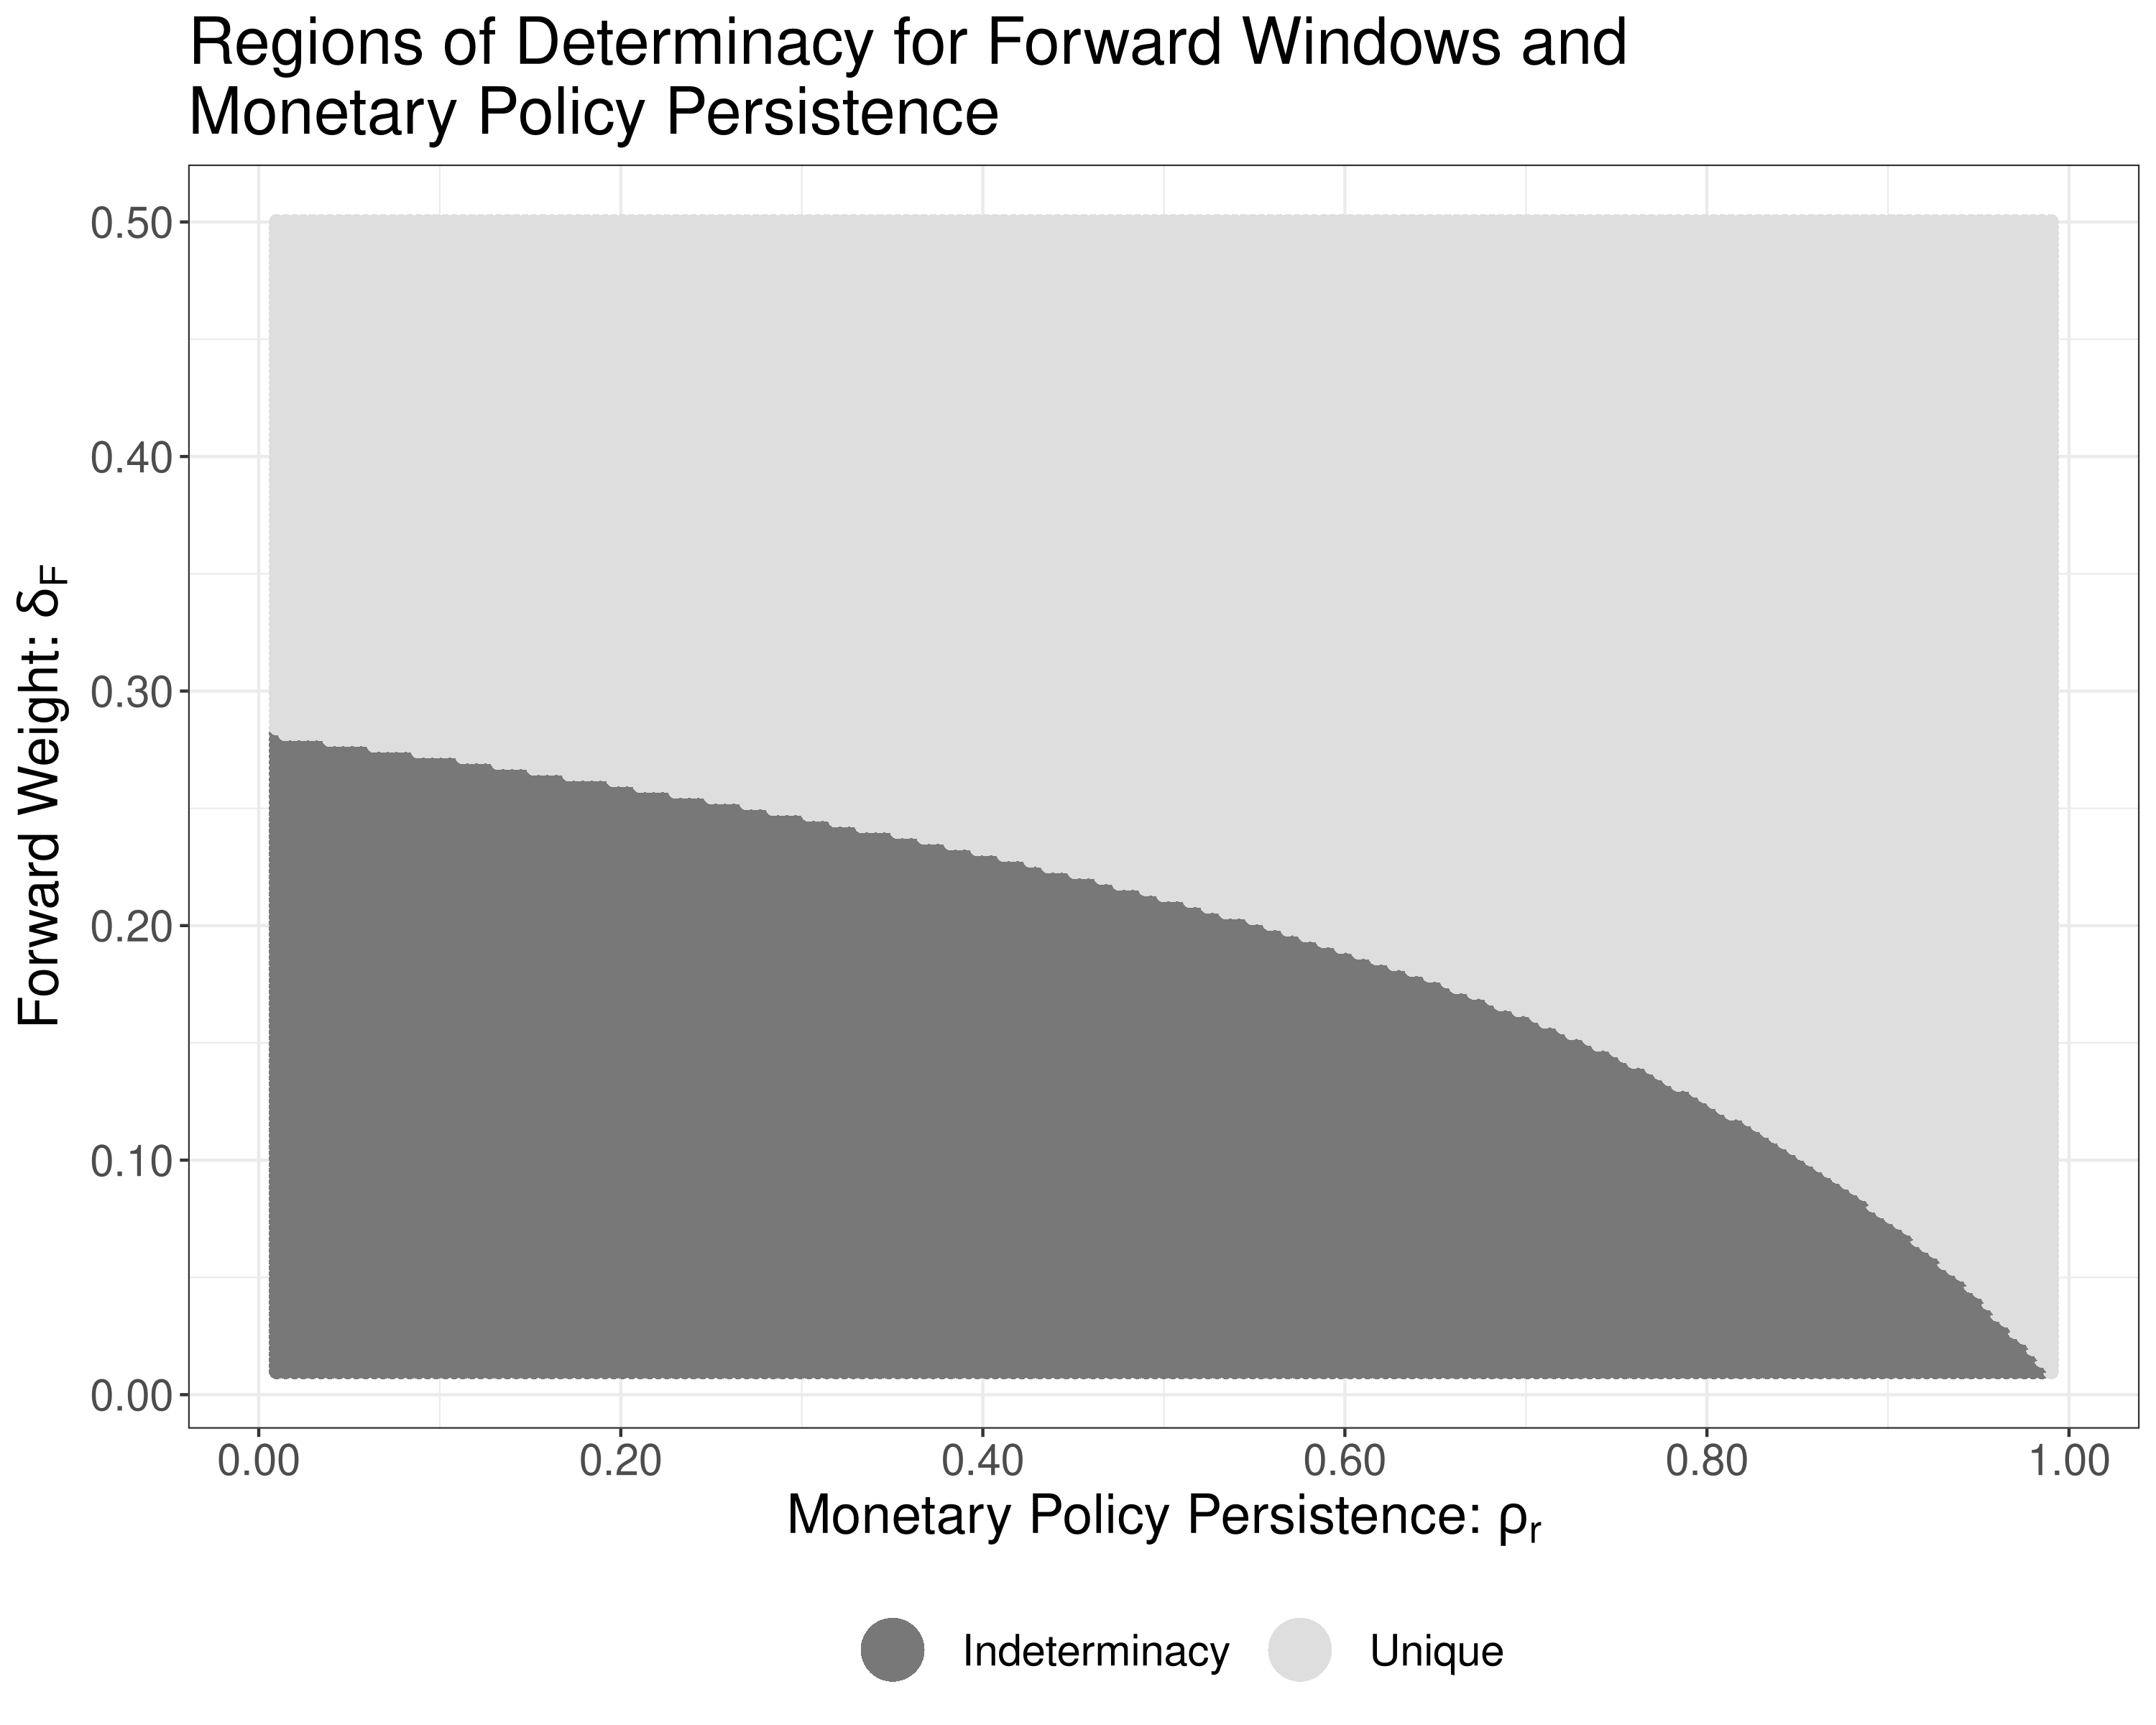 Regions of Determinacy for Forward Windows and
Monetary Policy Persistence
Forward Weight: δF
0.50
0.40
0.30
0.20
0.10
0.00
0.00 0.20 0.40 0.60 0.80 1.00
Monetary Policy Persistence: ρr
Indeterminacy Unique